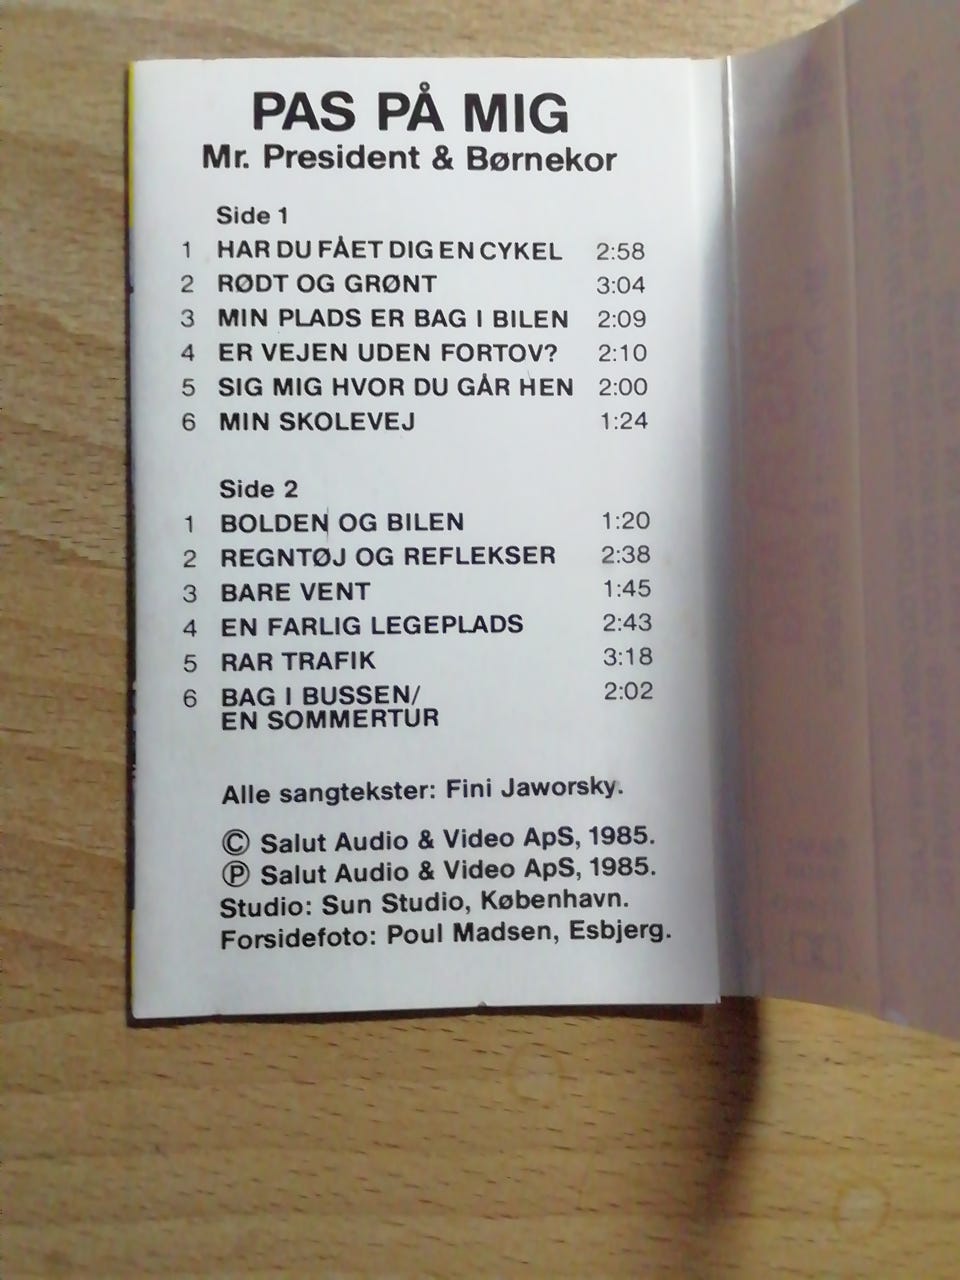 PAS PÅ MIG
Mr. President & Børnekor
Side 1
1 HAR DU FÅET DIG EN CYKEL 2:58
2 RØDT OG GRØNT 3:04
3 MIN PLADS ER BAG I BILEN 2:09
4 ER VEJEN UDEN FORTOV? 2:10
5 SIG MIG HVOR DU GÅR HEN 2:00
6 MIN SKOLEVEJ 1:24
Side 2
1 BOLDEN OG BILEN 1:20
2 REGNTØJ OG REFLEKSER 2:38
3 BARE VENT 1:45
4 EN FARLIG LEGEPLADS 2:43
5 RAR TRAFIK 3:18
6 BAG I BUSSEN/ 2:02
EN SOMMERTUR
Alle sangtekster: Fini Jaworsky.
Ⓒ Salut Audio & Video ApS, 1985.
Ⓟ Salut Audio & Video ApS, 1985.
Studio: Sun Studio, København.
Forsidefoto: Poul Madsen, Esbjerg.